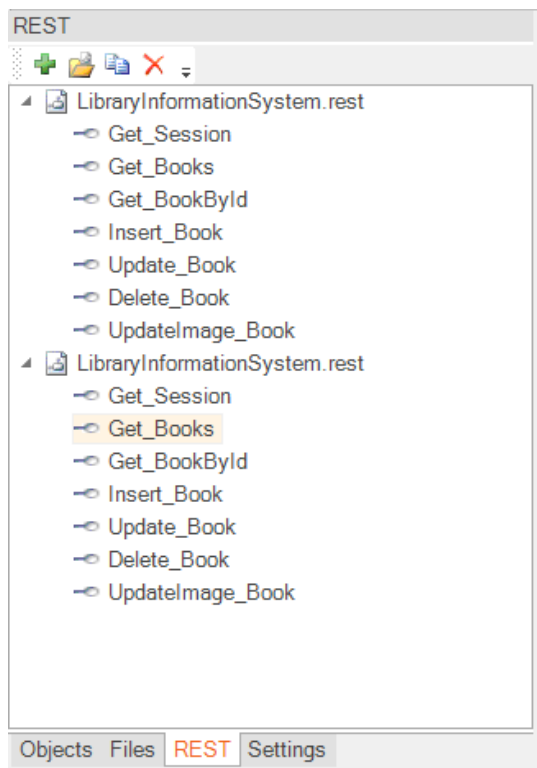 REST
LibraryInformationSystem.rest
Get_Session
Get_Books
Get_BookById
Insert_Book
Update_Book
Delete_Book
UpdateImage_Book
LibraryInformationSystem.rest
Get_Session
Get_Books
Get_BookById
Insert_Book
Update_Book
Delete_Book
UpdateImage_Book
Objects Files REST Settings